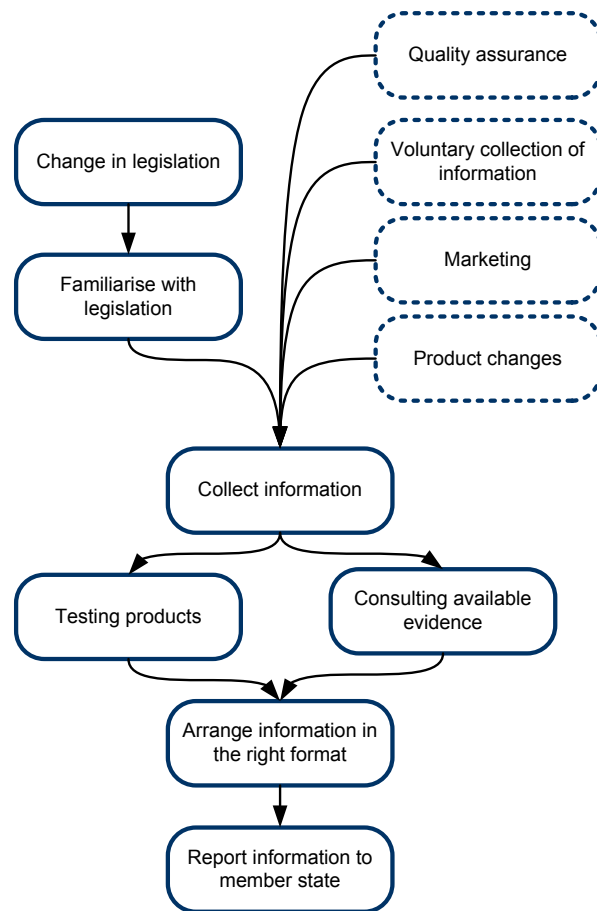 Quality assurance
Change in legislation
Voluntary collection of
information
Familiarise with
legislation
Marketing
Product changes
Collect information
Testing products
Consulting available
evidence
Arrange information in
the right format
Report information to
member state